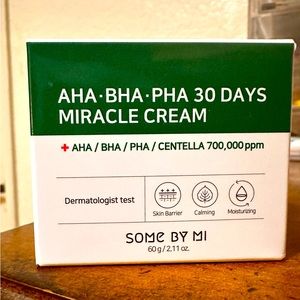 AHA·BHA·PHA 30 DAYS
MIRACLE CREAM
+ AHA / BHA / PHA / CENTELLA 700,000 ppm
Dermatologist test
Skin Barrier
Calming
Moisturizing
SOME BY MI
60 g / 2.11 oz.